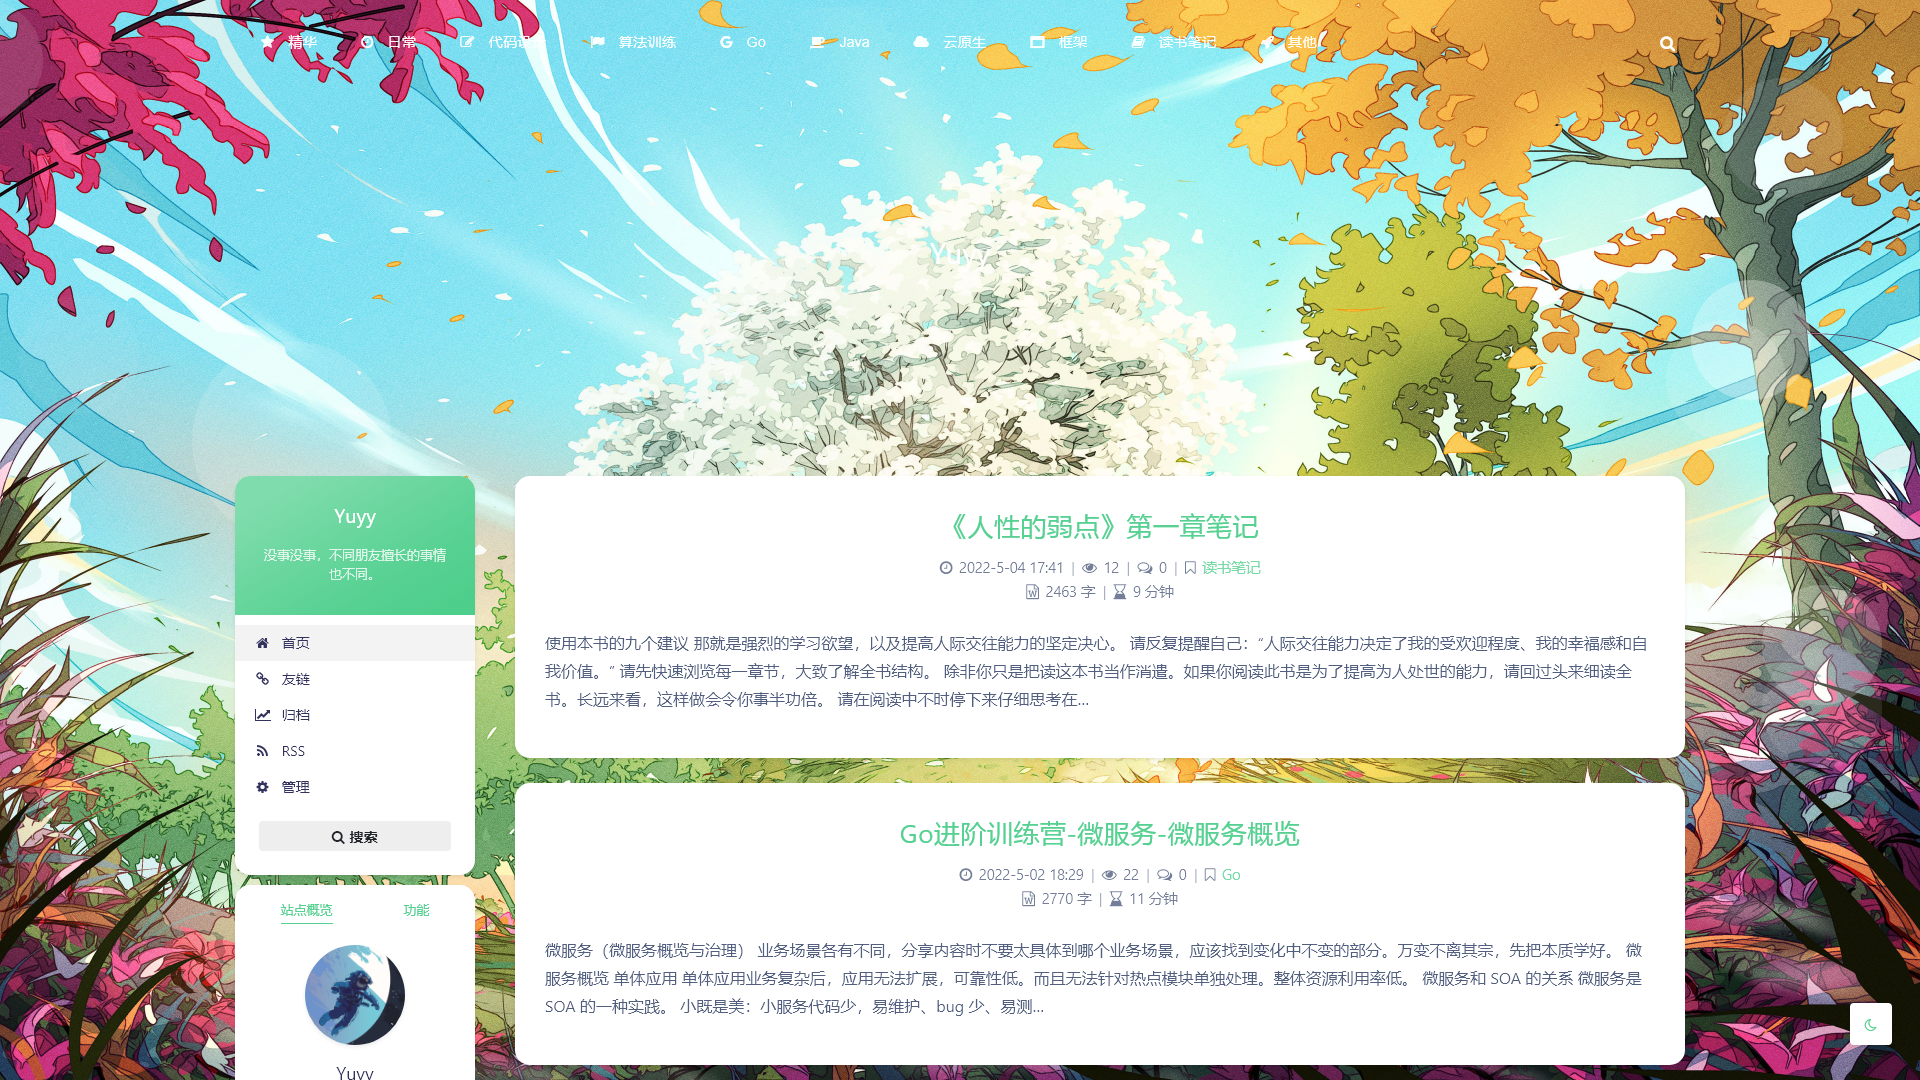 精华 日常 代码设计 算法训练 Go Java 云原生 框架 读书笔记 其他
Yuyy
Yuyy
没事没事，不同朋友擅长的事情
也不同。
首页
友链
归档
RSS
管理
搜索
站点概览 功能
Yuyy
《人性的弱点》第一章笔记
2022-5-04 17:41 | 12 | 0 | 读书笔记
2463 字 | 9 分钟
使用本书的九个建议 那就是强烈的学习欲望，以及提高人际交往能力的坚定决心。 请反复提醒自己：“人际交往能力决定了我的受欢迎程度、我的幸福感和自
我价值。” 请先快速浏览每一章节，大致了解全书结构。 除非你只是把读这本书当作消遣。如果你阅读此书是为了提高为人处世的能力，请回过头来细读全
书。长远来看，这样做会令你事半功倍。 请在阅读中不时停下来仔细思考在...
Go进阶训练营-微服务-微服务概览
2022-5-02 18:29 | 22 | 0 | Go
2770 字 | 11 分钟
微服务（微服务概览与治理） 业务场景各有不同，分享内容时不要太具体到哪个业务场景，应该找到变化中不变的部分。万变不离其宗，先把本质学好。 微
服务概览 单体应用 单体应用业务复杂后，应用无法扩展，可靠性低。而且无法针对热点模块单独处理。整体资源利用率低。 微服务和 SOA 的关系 微服务是
SOA 的一种实践。 小既是美：小服务代码少，易维护、bug 少、易测...